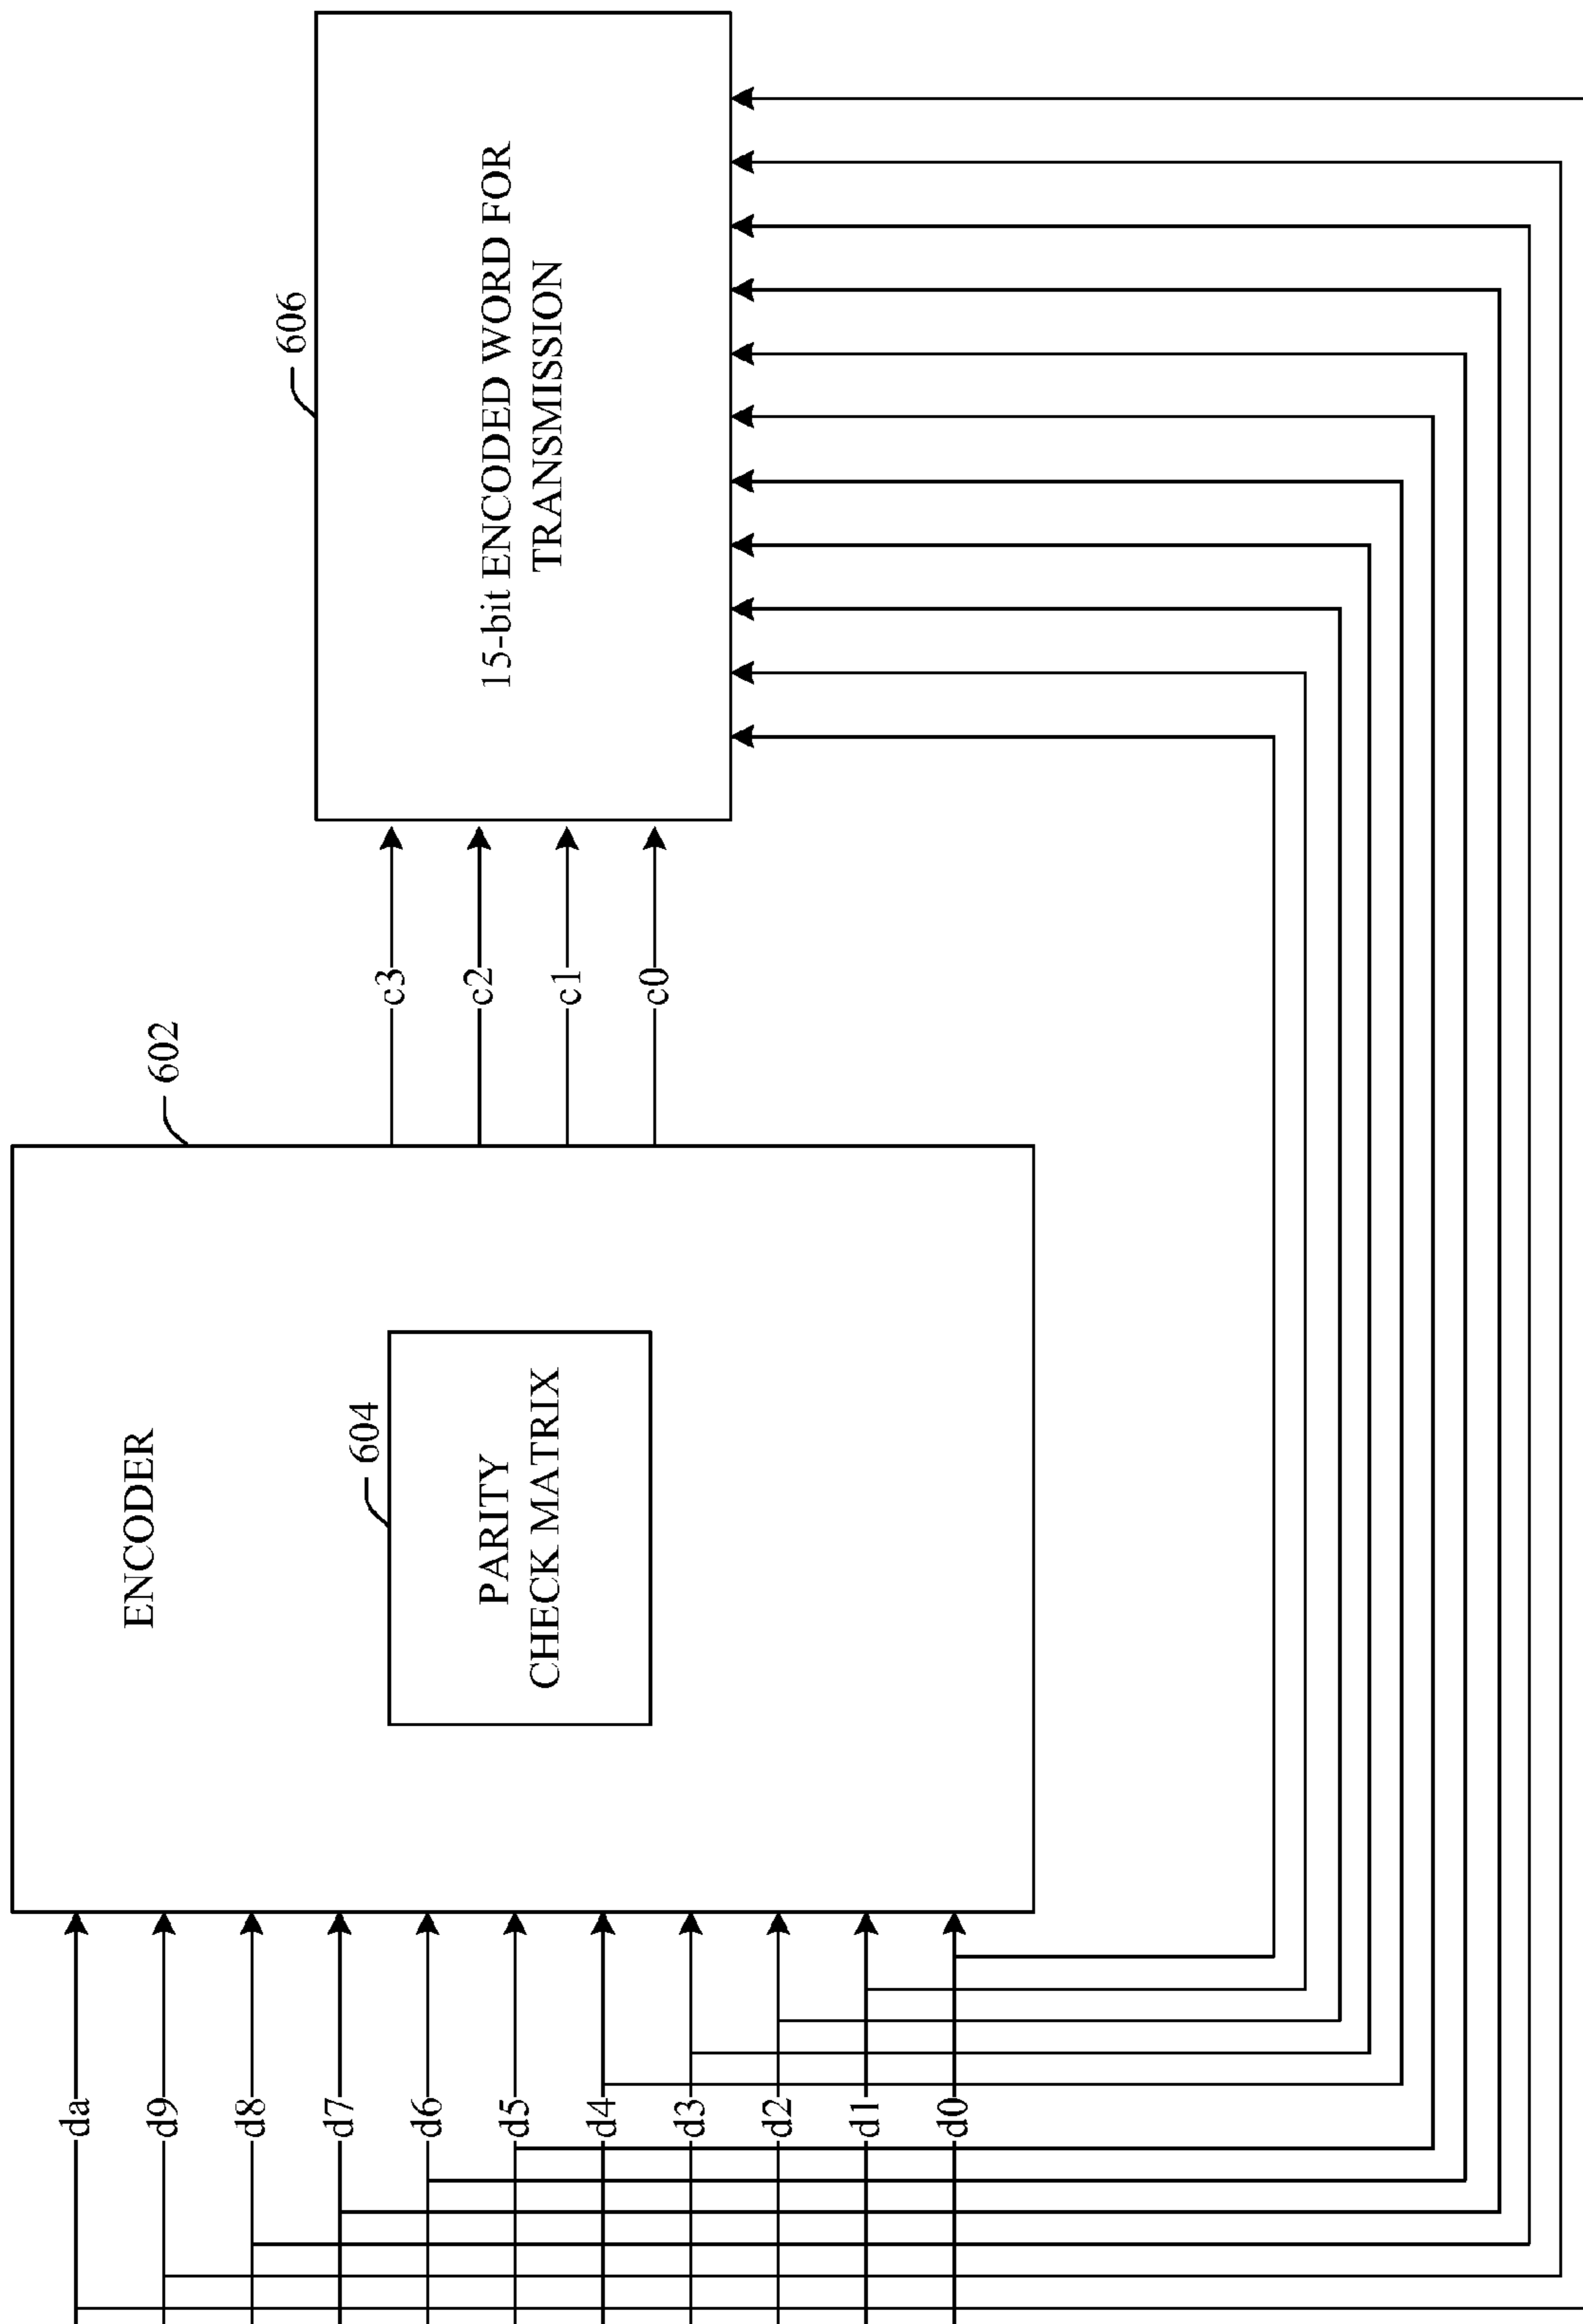 da
d9
d8
d7
d6
d5
d4
d3
d2
d1
d0
ENCODER
602
604
PARITY
CHECK MATRIX
c3
c2
c1
c0
606
15-bit ENCODED WORD FOR
TRANSMISSION